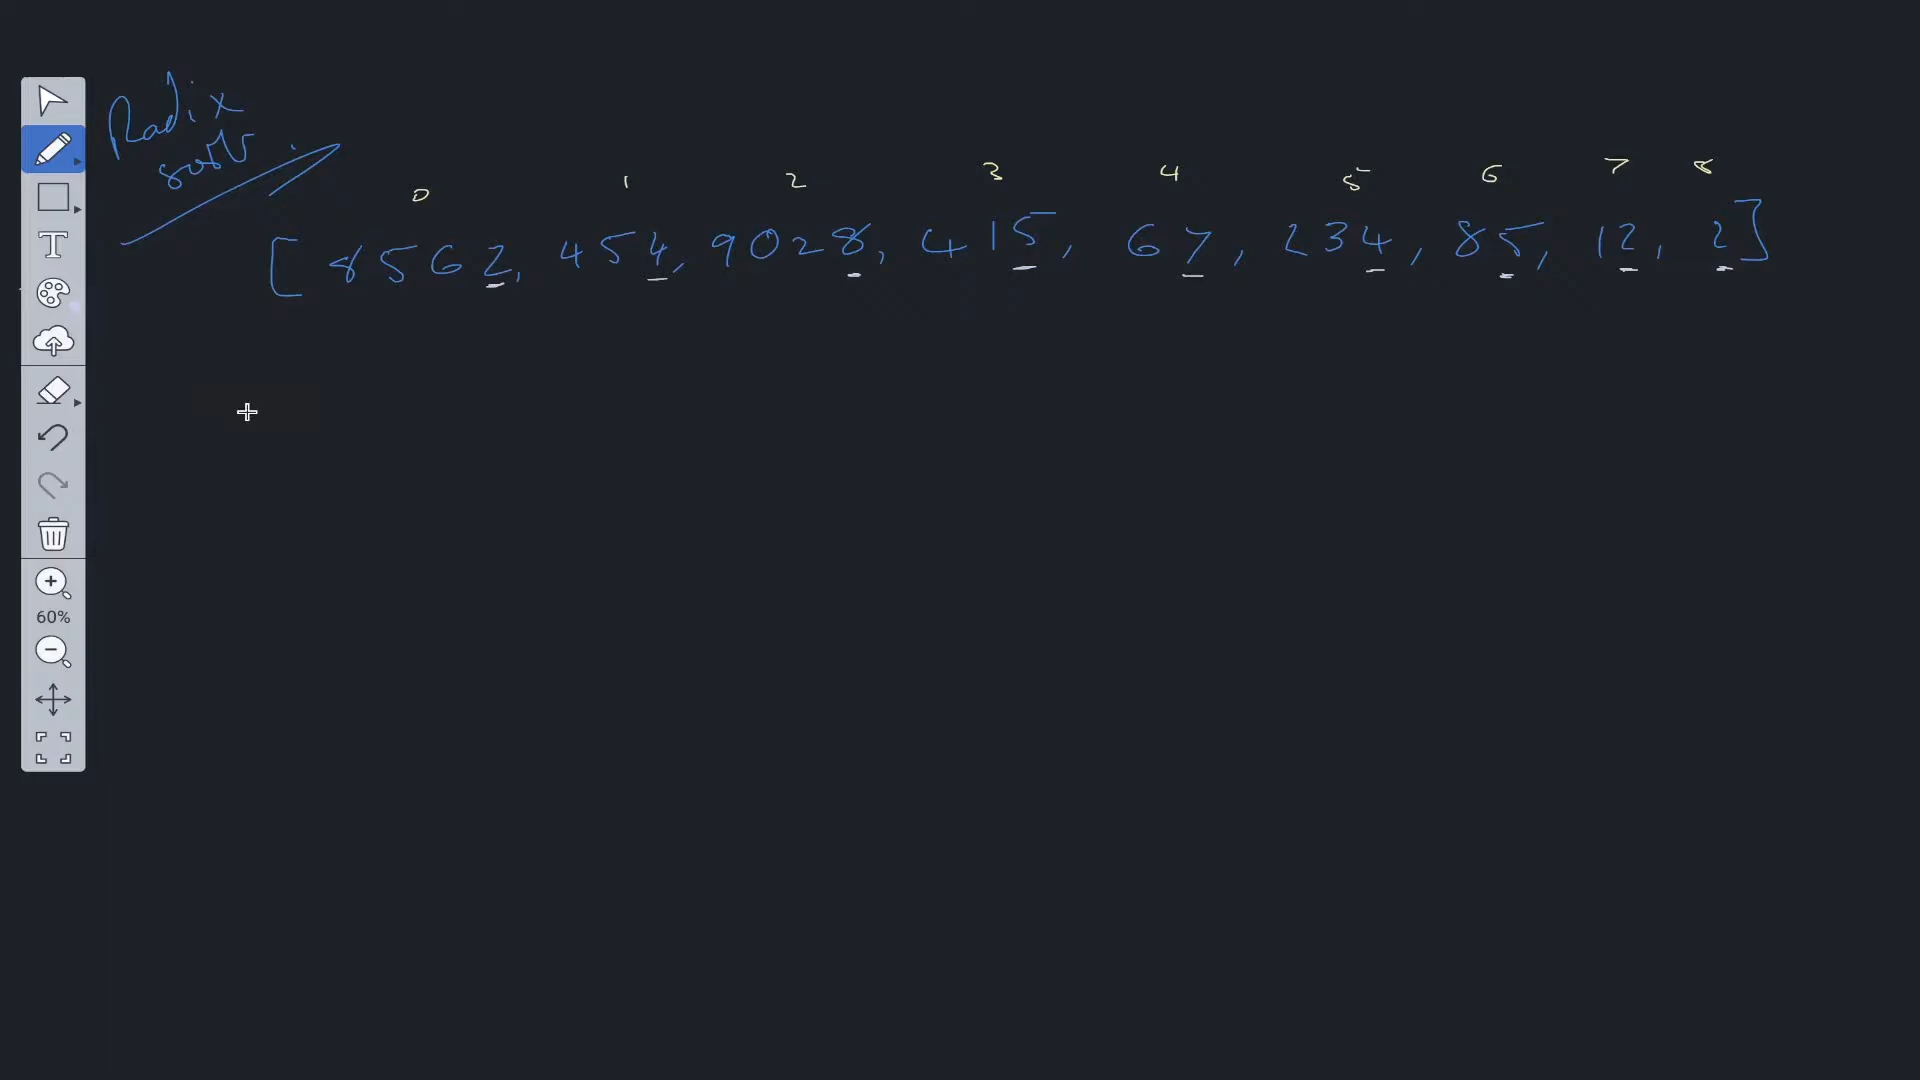 Radix
sort
0 1 2 3 4 5 6 7 8
[ 8562, 454, 9028, 415, 67, 234, 85, 12, 2]
T
60%